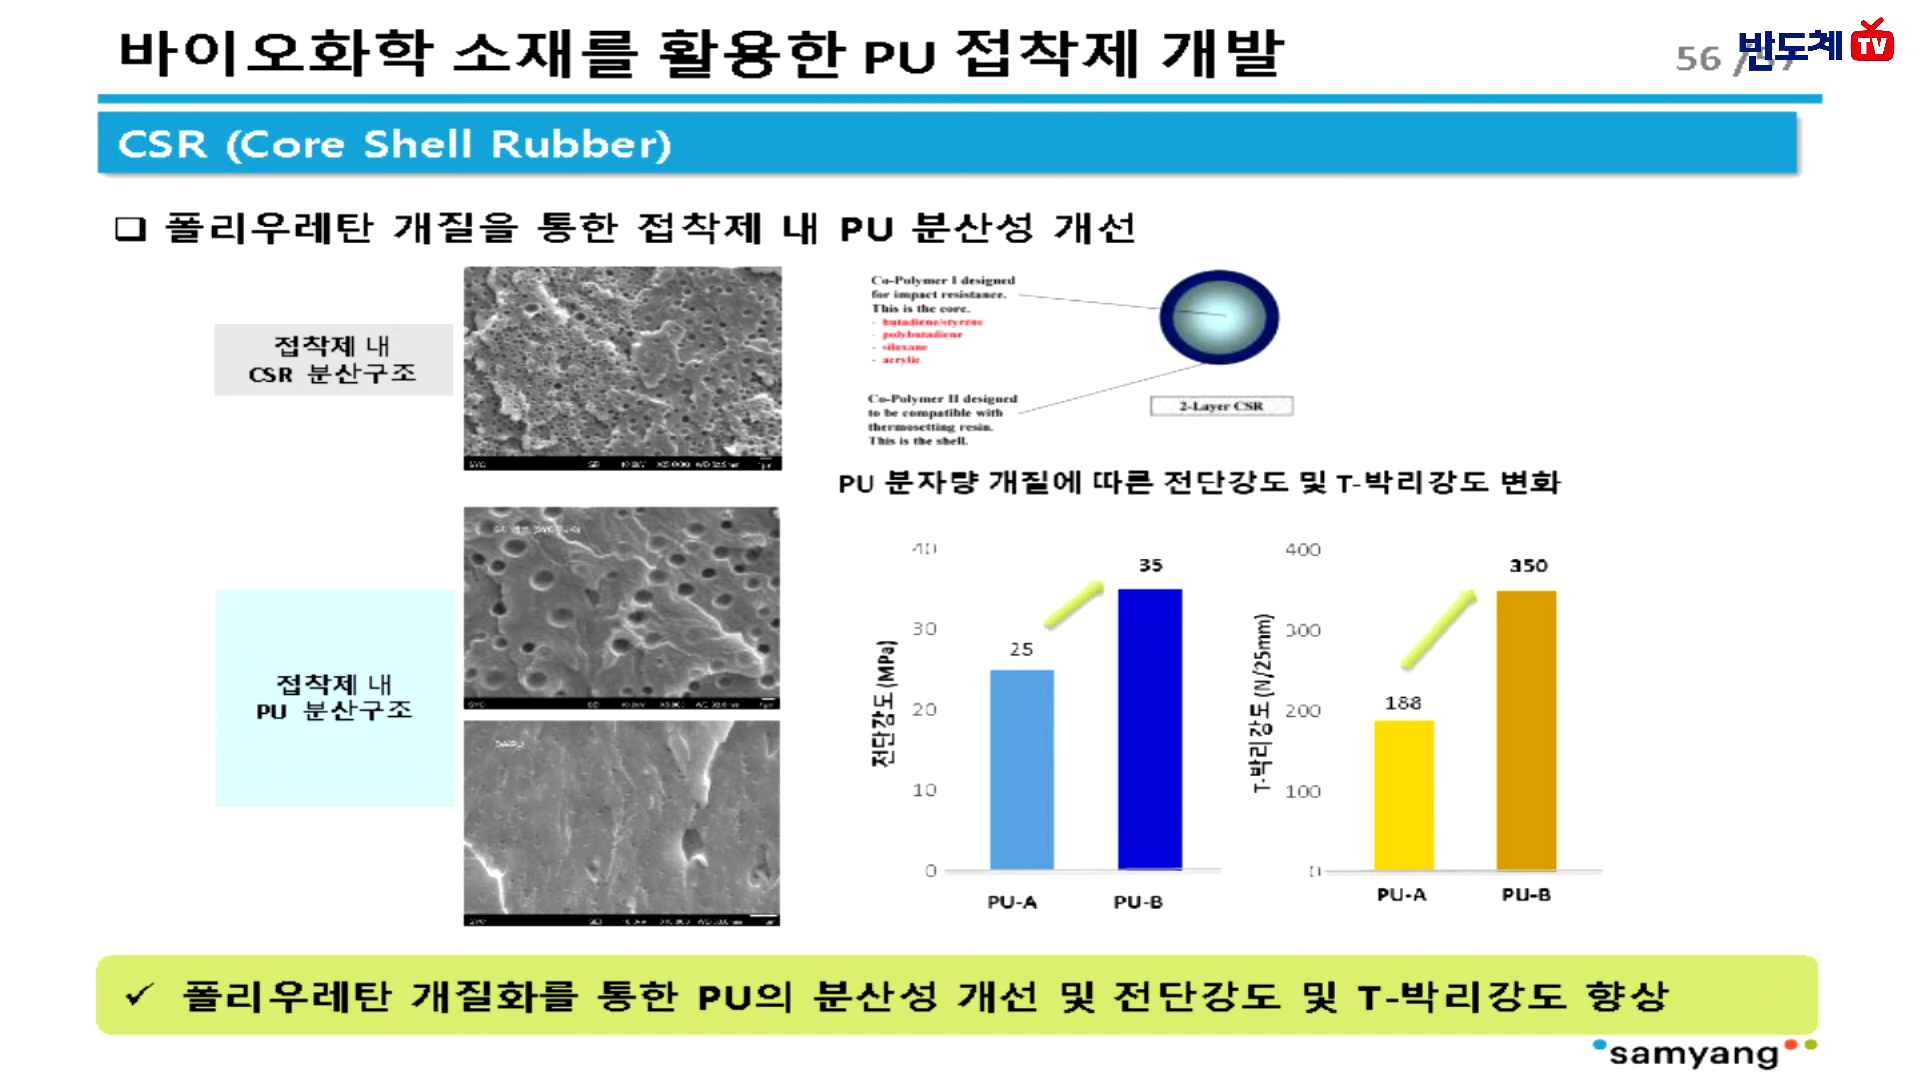 바이오화학 소재를 활용한 PU 접착제 개발
56 /57
반도체 TV
CSR (Core Shell Rubber)
폴리우레탄 개질을 통한 접착제 내 PU 분산성 개선
접착제 내
CSR 분산구조
Co-Polymer I designed
for impact resistance.
This is the core.
- butadiene/styrene
- polybutadiene
- siloxane
- acrylic
Co-Polymer II designed
to be compatible with
thermosetting resin.
This is the shell.
2-Layer CSR
PU 분자량 개질에 따른 전단강도 및 T-박리강도 변화
접착제 내
PU 분산구조
전단강도 (MPa)
40
30
20
10
0
25
35
PU-A
PU-B
T-박리강도 (N/25mm)
400
300
200
100
0
188
350
PU-A
PU-B
✓ 폴리우레탄 개질화를 통한 PU의 분산성 개선 및 전단강도 및 T-박리강도 향상
samyang